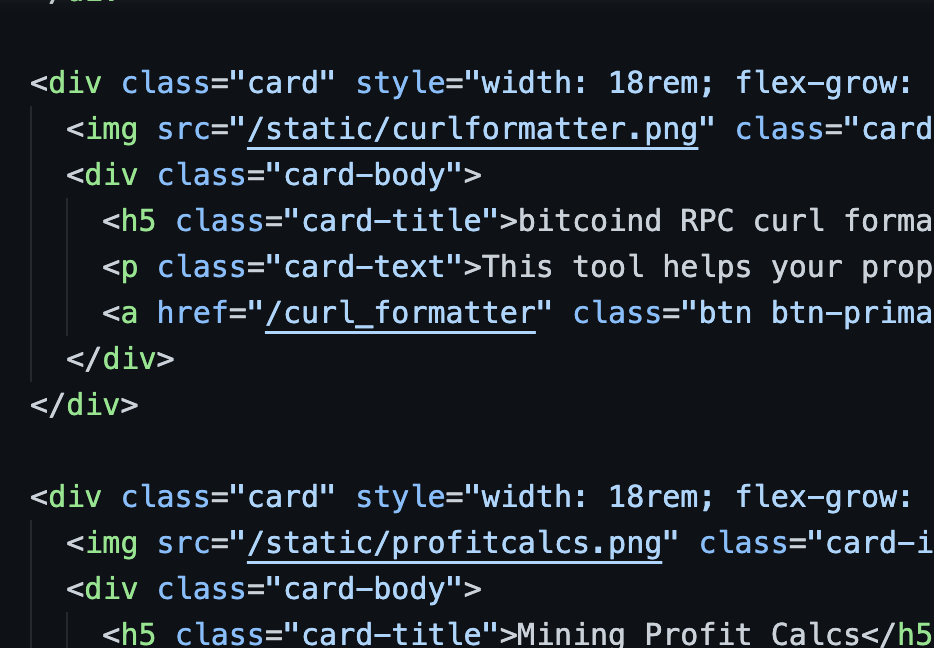 <div class="card" style="width: 18rem; flex-grow:
<img src="/static/curlformatter.png" class="card
<div class="card-body">
<h5 class="card-title">bitcoind RPC curl forma
<p class="card-text">This tool helps your prop
<a href="/curl_formatter" class="btn btn-prima
</div>
</div>
<div class="card" style="width: 18rem; flex-grow:
<img src="/static/profitcalcs.png" class="card-i
<div class="card-body">
<h5 class="card-title">Mining Profit Calcs</h5